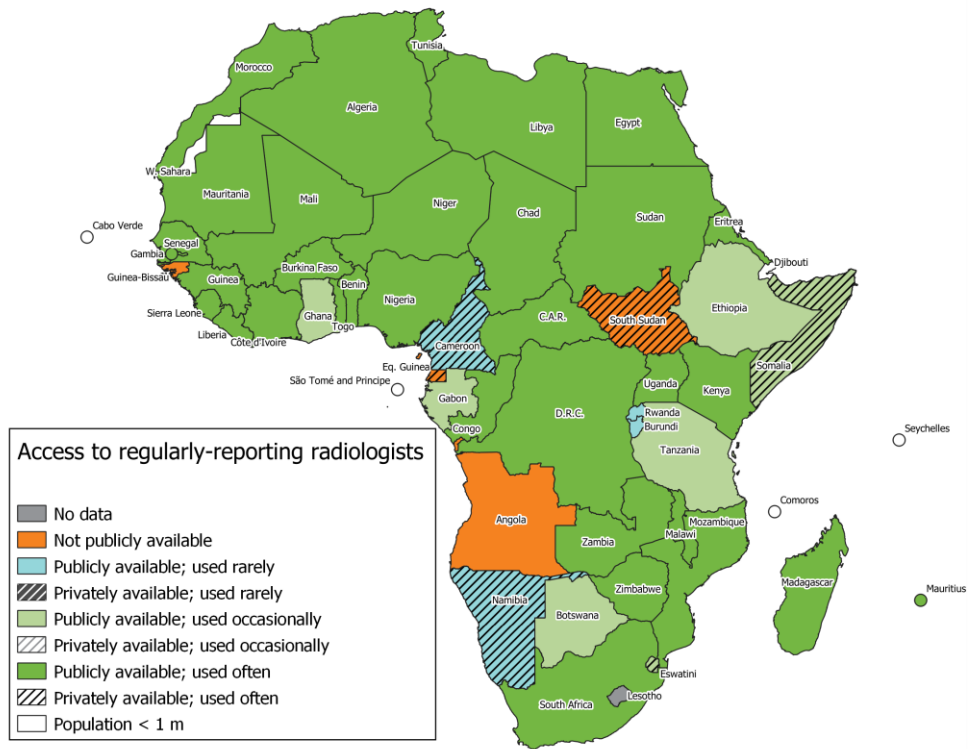 Tunisia
Morocco
Algeria
Libya
Egypt
W. Sahara
Mauritania
Mali
Niger
Chad
Sudan
Eritrea
Cabo Verde
Senegal
Gambia
Guinea-Bissau
Guinea
Burkina Faso
Benin
Nigeria
Djibouti
Ethiopia
Sierra Leone
Liberia
Côte d'Ivoire
Ghana
Togo
Cameroon
C.A.R.
South Sudan
Somalia
Eq. Guinea
São Tomé and Principe
Gabon
Congo
D.R.C.
Uganda
Kenya
Rwanda
Burundi
Tanzania
Seychelles
Comoros
Angola
Zambia
Malawi
Mozambique
Zimbabwe
Madagascar
Mauritius
Namibia
Botswana
Eswatini
South Africa
Lesotho
Access to regularly-reporting radiologists
No data
Not publicly available
Publicly available; used rarely
Privately available; used rarely
Publicly available; used occasionally
Privately available; used occasionally
Publicly available; used often
Privately available; used often
Population < 1 m